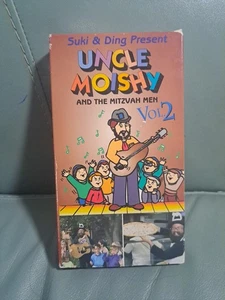 Suki & Ding Present
UNCLE
MOISHY
AND THE MITZVAH MEN
Vol. 2